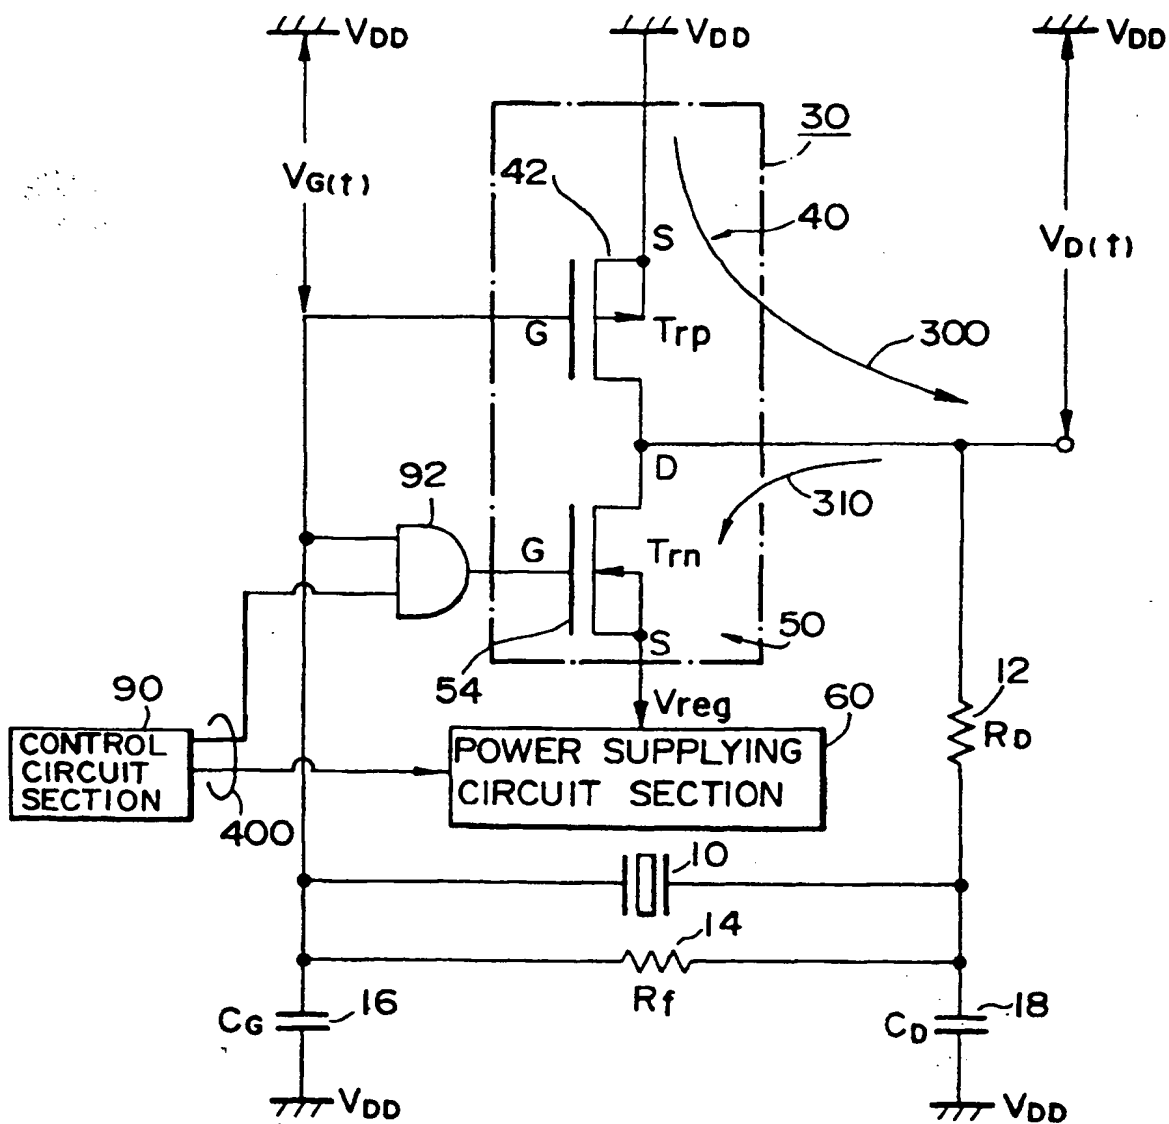 VDD
VDD
VDD
30
42
VG(t)
40
S
VD(t)
G
Trp
300
D
92
310
G
Trn
50
S
54
12
90
Vreg
60
RD
CONTROL
CIRCUIT
SECTION
POWER SUPPLYING
CIRCUIT SECTION
400
10
14
Rf
CG
16
CD
18
VDD
VDD